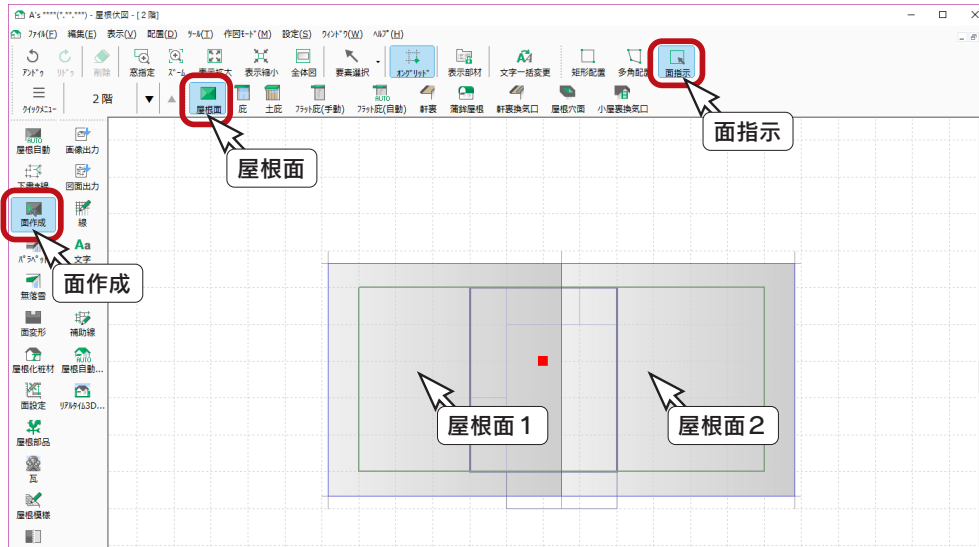 A's ****(*.**.***) - 屋根伏図 - [2 階]
ファイル(F) 編集(E) 表示(V) 配置(D) ツール(T) 作図モード(M) 設定(S) ウィンドウ(W) ヘルプ(H)
アンドゥ リドゥ 削除 窓指定 ズーム 表示拡大 表示縮小 全体図 要素選択 オングリッド 表示部材 文字一括変更 矩形配置 多角配置 面指示
クイックメニュー 2 階 ▼ ▲ 屋根面 庇 土庇 フラット庇(手動) フラット庇(自動) 軒裏 蒲鉾屋根 軒裏換気口 屋根穴面 小屋裏換気口
AUTO
面指示
屋根面
AUTO
屋根自動 画像出力
下書き線 図面出力
面作成 線
Aa
パラペット 文字
面作成
無落雪
面変形 補助線
AUTO
屋根化粧材 屋根自動...
面設定 リアルタイム3D...
屋根部品
瓦
屋根模様
屋根面1
屋根面2